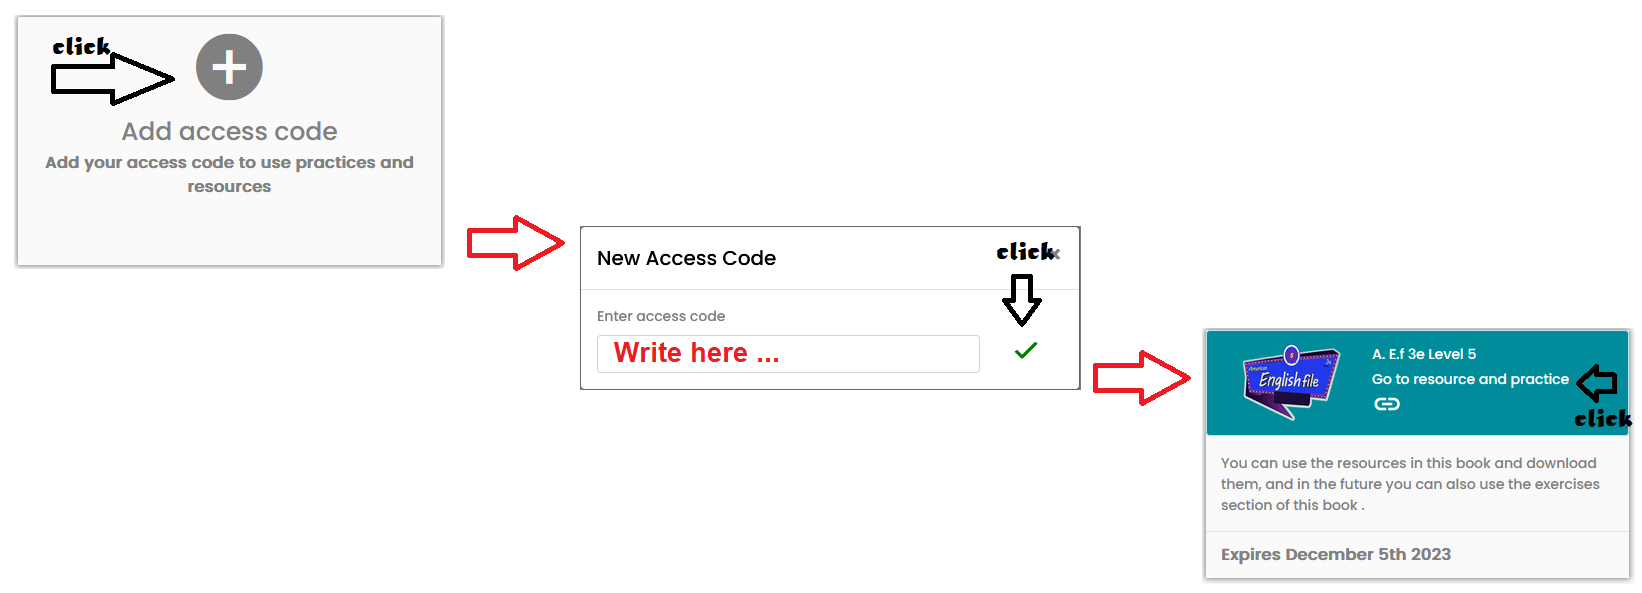 click
Add access code
Add your access code to use practices and
resources
New Access Code
click
Enter access code
Write here ...
5
American
3e
English file
A. E.f 3e Level 5
Go to resource and practice
click
You can use the resources in this book and download
them, and in the future you can also use the exercises
section of this book .
Expires December 5th 2023